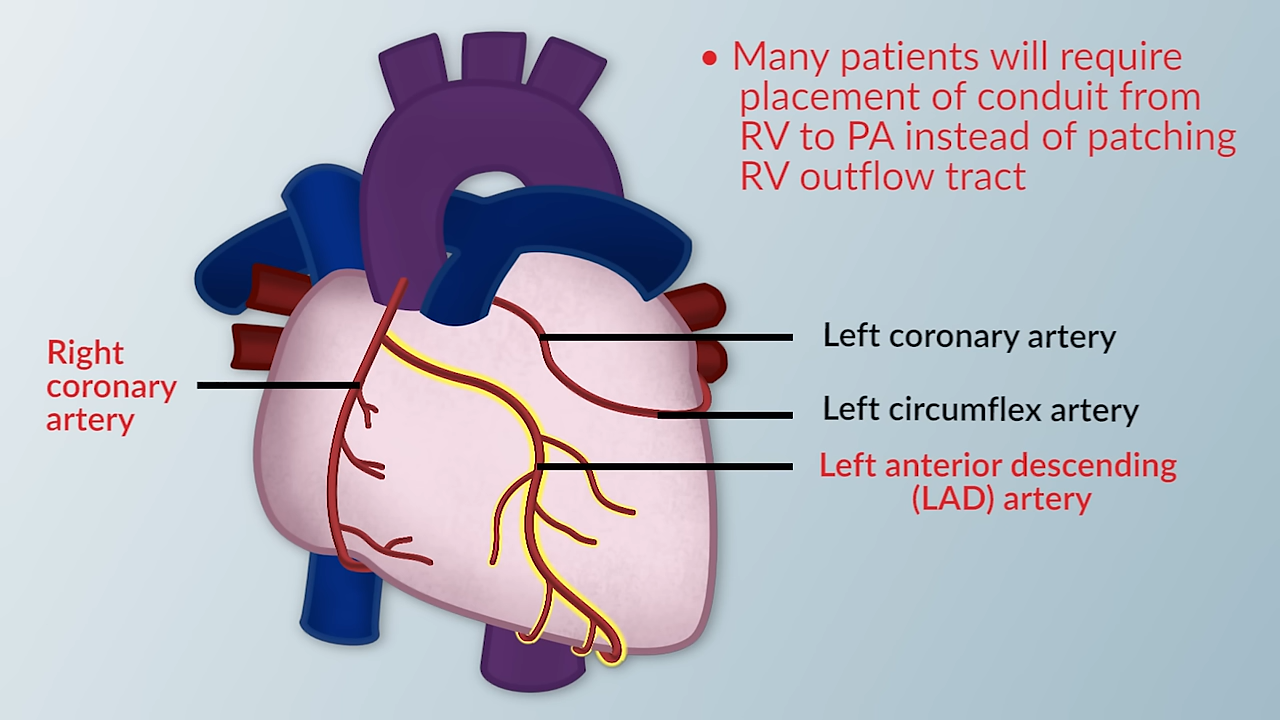 • Many patients will require
placement of conduit from
RV to PA instead of patching
RV outflow tract
Right
coronary
artery
Left coronary artery
Left circumflex artery
Left anterior descending
(LAD) artery